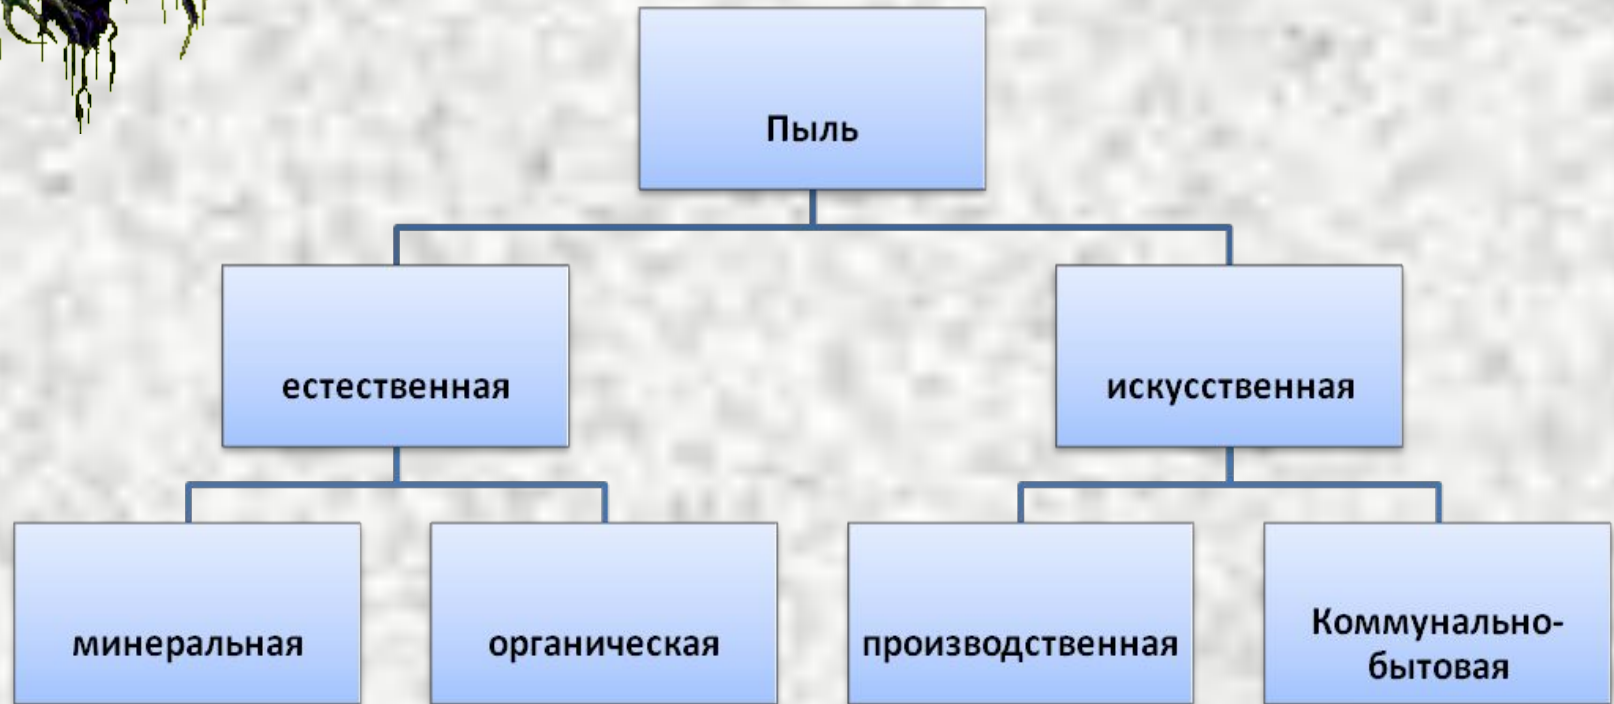 Пыль
естественная
искусственная
минеральная
органическая
производственная
Коммунально-
бытовая